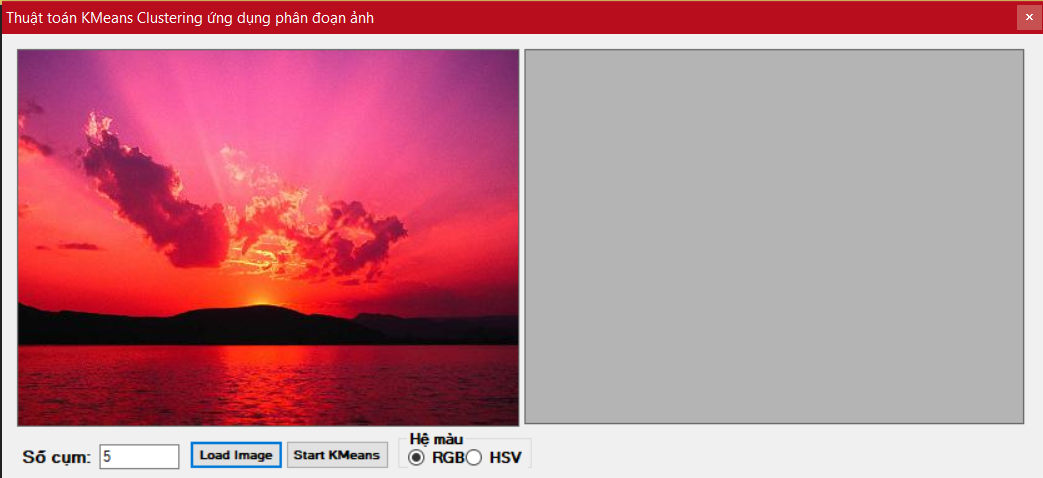 Thuật toán KMeans Clustering ứng dụng phân đoạn ảnh
Hệ màu
Số cụm: 5 Load Image Start KMeans RGB HSV